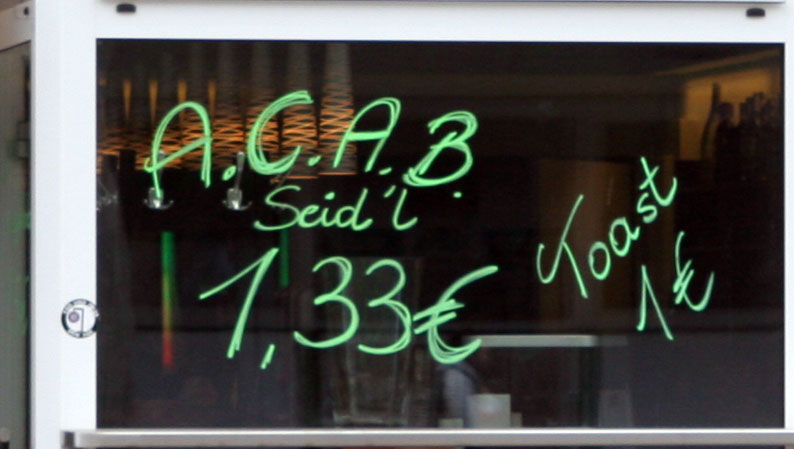 A.C.A.B.
Seid'l
1,33€
Toast
1€